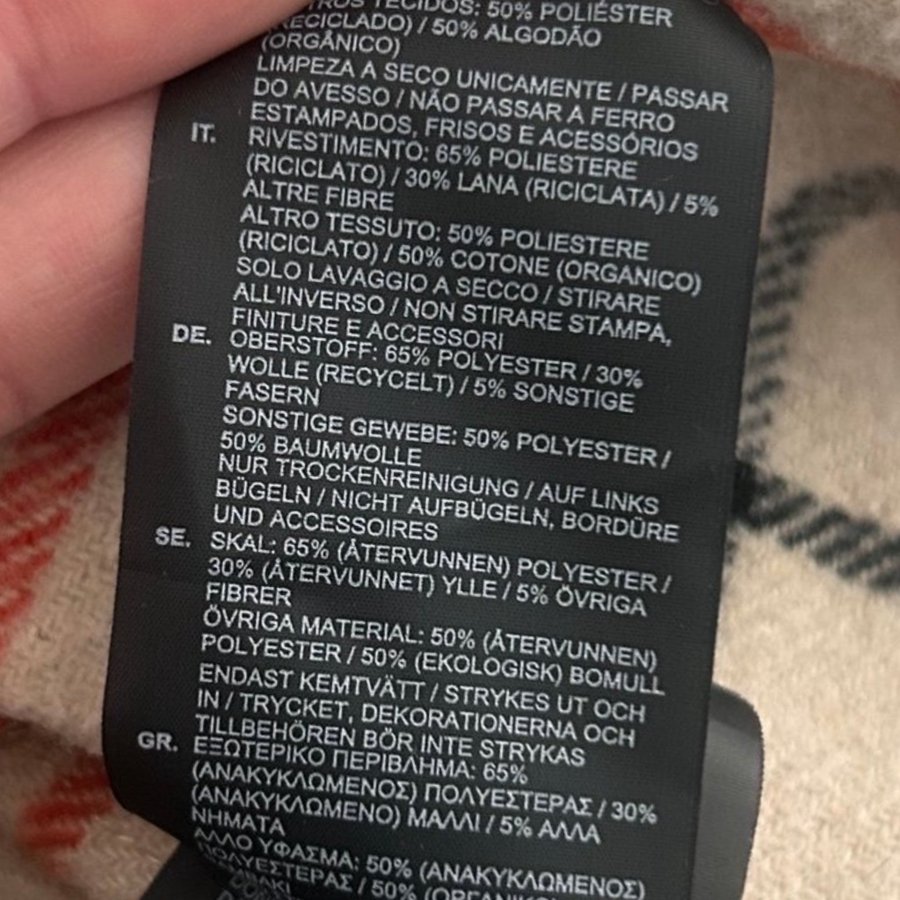 TECIDOS: 50% POLIÉSTER
(RECICLADO) / 50% ALGODÃO
(ORGÂNICO)
LIMPEZA A SECO UNICAMENTE / PASSAR
DO AVESSO / NÃO PASSAR A FERRO
ESTAMPADOS, FRISOS E ACESSÓRIOS
IT. RIVESTIMENTO: 65% POLIESTERE
(RICICLATO) / 30% LANA (RICICLATA) / 5%
ALTRE FIBRE
ALTRO TESSUTO: 50% POLIESTERE
(RICICLATO) / 50% COTONE (ORGANICO)
SOLO LAVAGGIO A SECCO / STIRARE
ALL'INVERSO / NON STIRARE STAMPA,
FINITURE E ACCESSORI
DE. OBERSTOFF: 65% POLYESTER / 30%
WOLLE (RECYCELT) / 5% SONSTIGE
FASERN
SONSTIGE GEWEBE: 50% POLYESTER /
50% BAUMWOLLE
NUR TROCKENREINIGUNG / AUF LINKS
BÜGELN / NICHT AUFBÜGELN, BORDÜRE
UND ACCESSOIRES
SE. SKAL: 65% (ÅTERVUNNEN) POLYESTER /
30% (ÅTERVUNNET) YLLE / 5% ÖVRIGA
FIBRER
ÖVRIGA MATERIAL: 50% (ÅTERVUNNEN)
POLYESTER / 50% (EKOLOGISK) BOMULL
ENDAST KEMTVÄTT / STRYKES UT OCH
IN / TRYCKET, DEKORATIONERNA OCH
TILLBEHÖREN BÖR INTE STRYKAS
GR. ΕΞΩΤΕΡΙΚΟ ΠΕΡΙΒΛΗΜΑ: 65%
(ΑΝΑΚΥΚΛΩΜΕΝΟΣ) ΠΟΛΥΕΣΤΕΡΑΣ / 30%
(ΑΝΑΚΥΚΛΩΜΕΝΟ) ΜΑΛΛΙ / 5% ΑΛΛΑ
ΝΗΜΑΤΑ
ΑΛΛΟ ΥΦΑΣΜΑ: 50% (ΑΝΑΚΥΚΛΩΜΕΝΟΣ)
ΠΟΛΥΕΣΤΕΡΑΣ / 50%